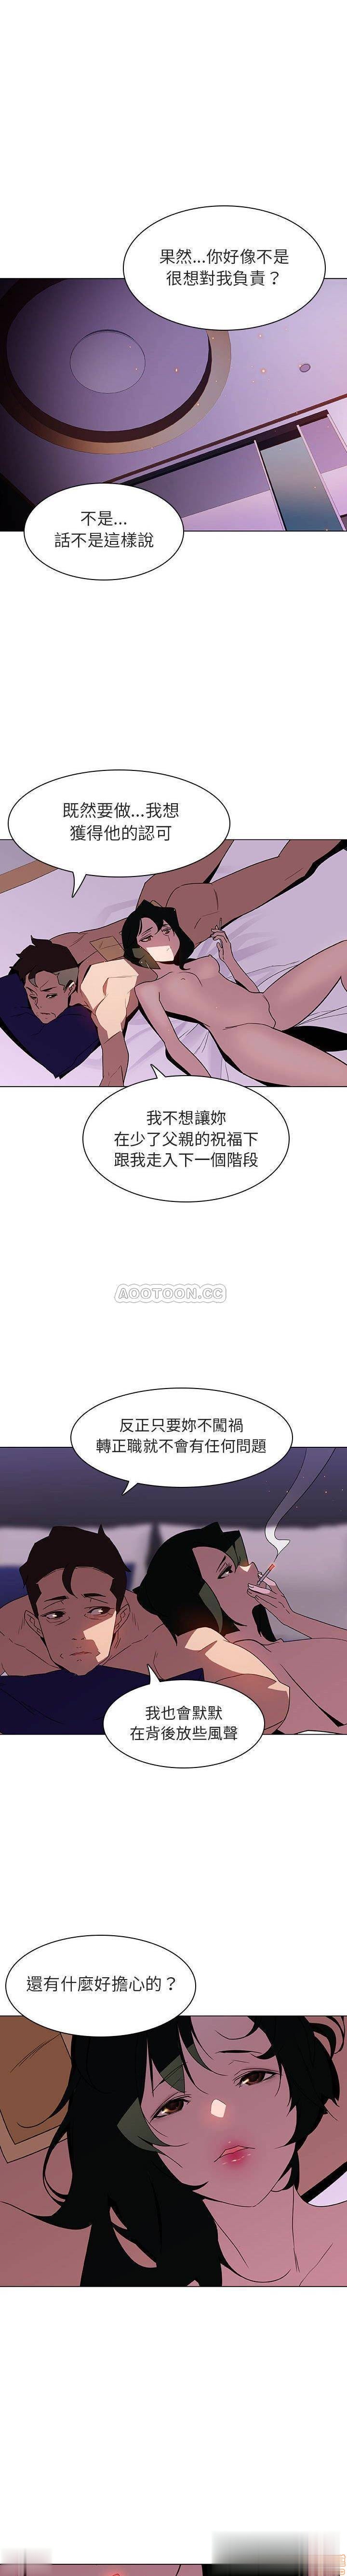 果然...你好像不是
很想對我負責？
不是...
話不是這樣說
既然要做...我想
獲得他的認可
我不想讓妳
在少了父親的祝福下
跟我走入下一個階段
AOOTOON.CC
反正只要妳不闖禍
轉正職就不會有任何問題
我也會默默
在背後放些風聲
還有什麼好擔心的？